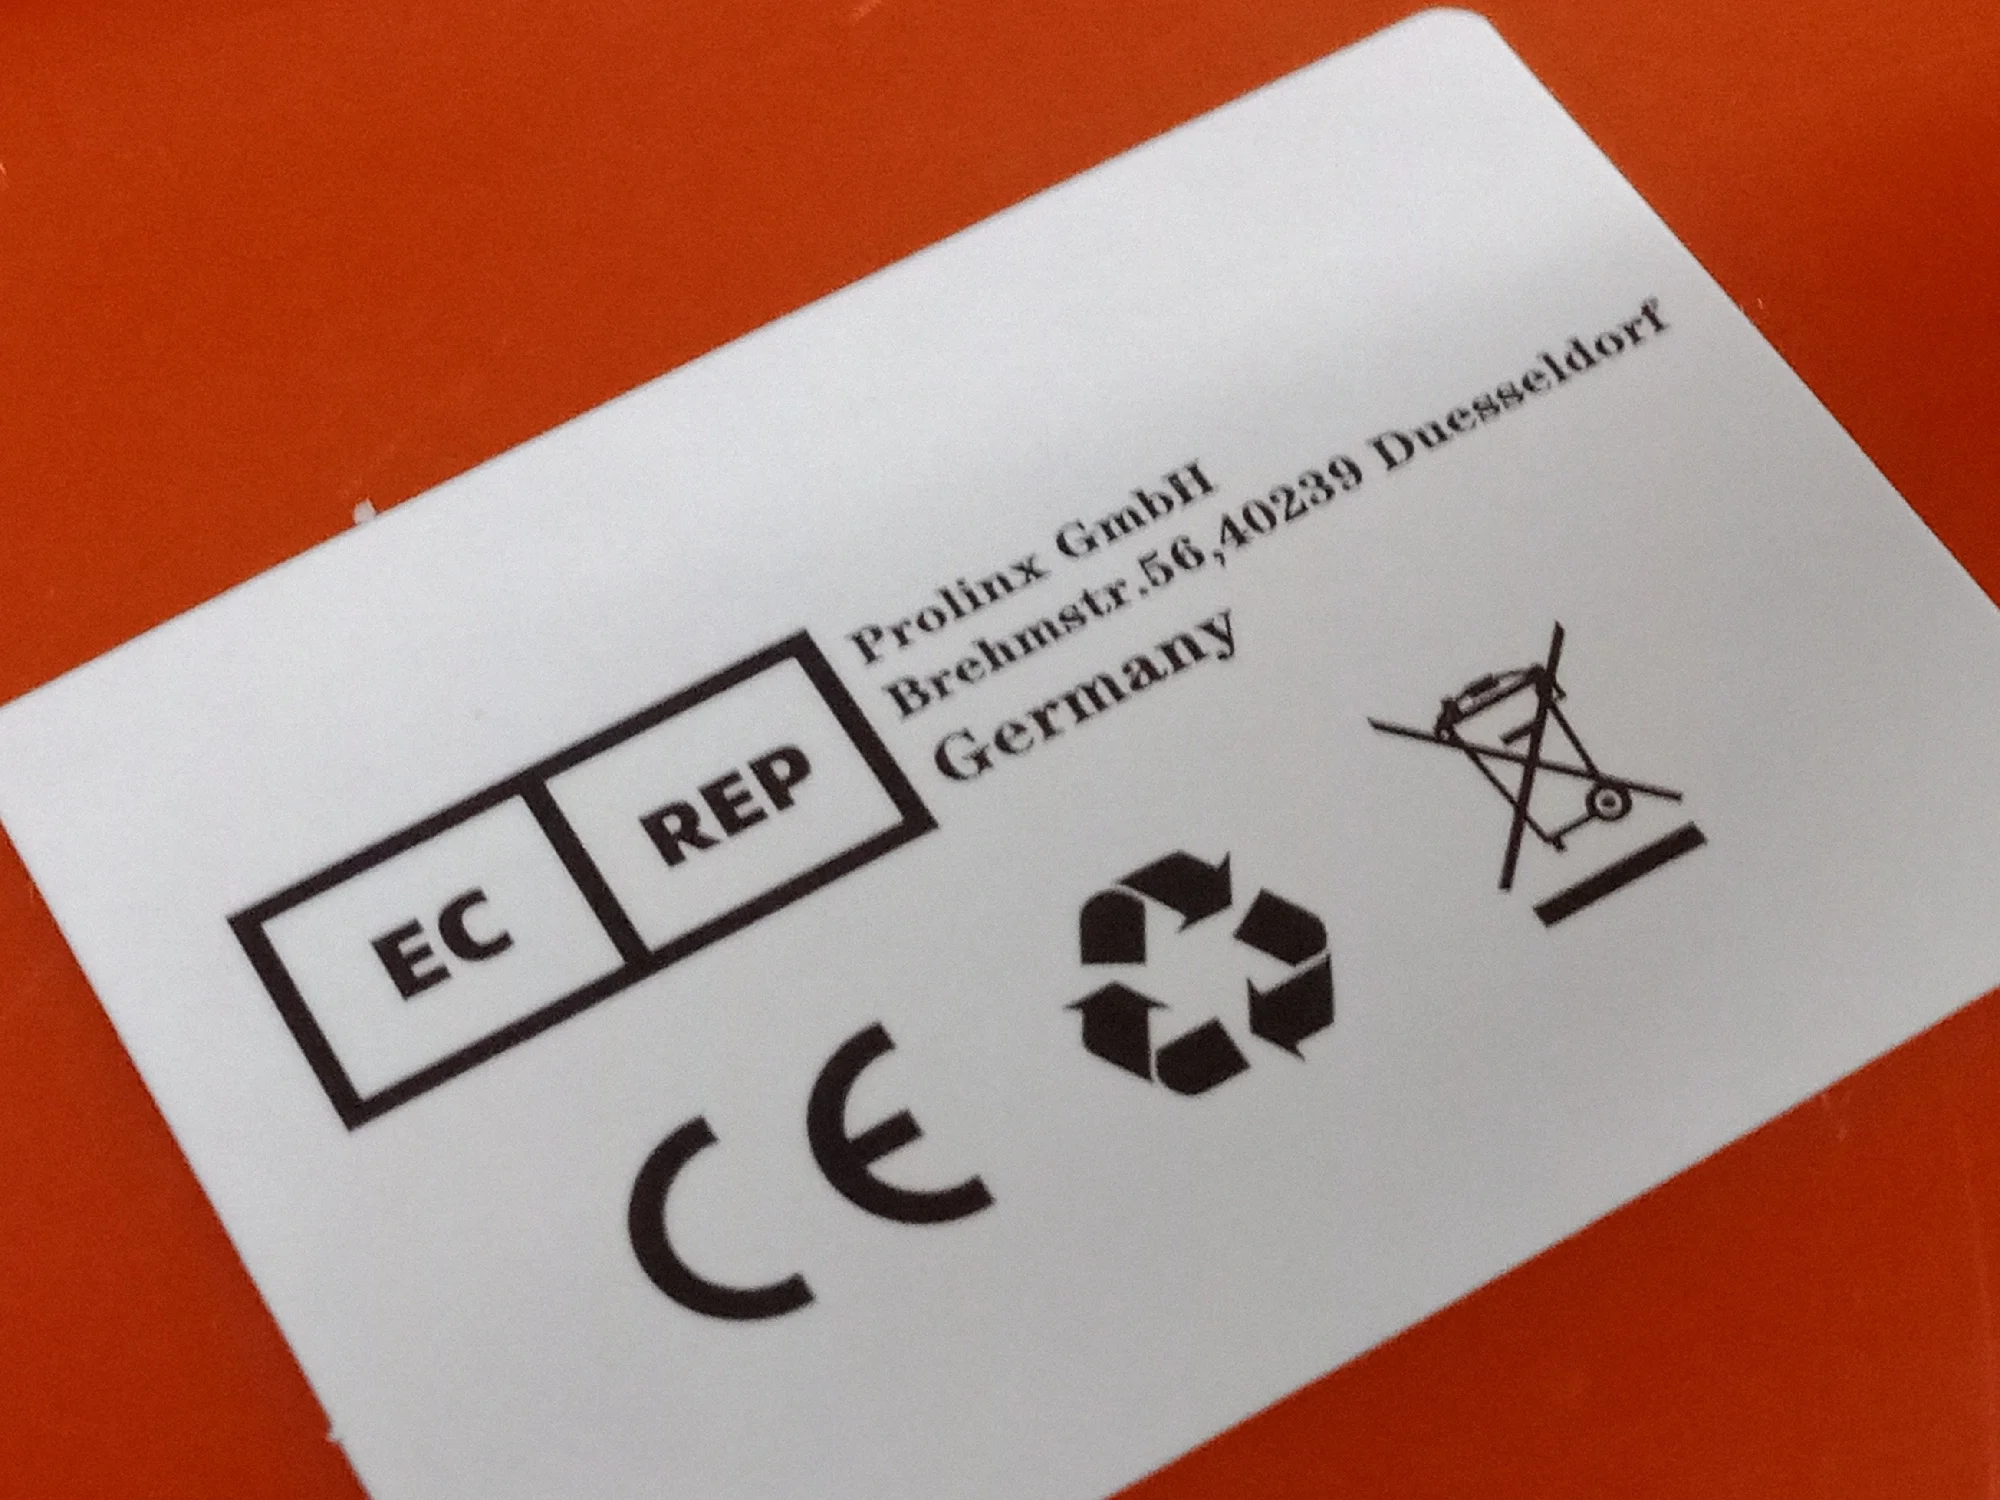 Prolinx GmbH
Brehmstr.56,40239 Duesseldorf
Germany
EC REP
CE